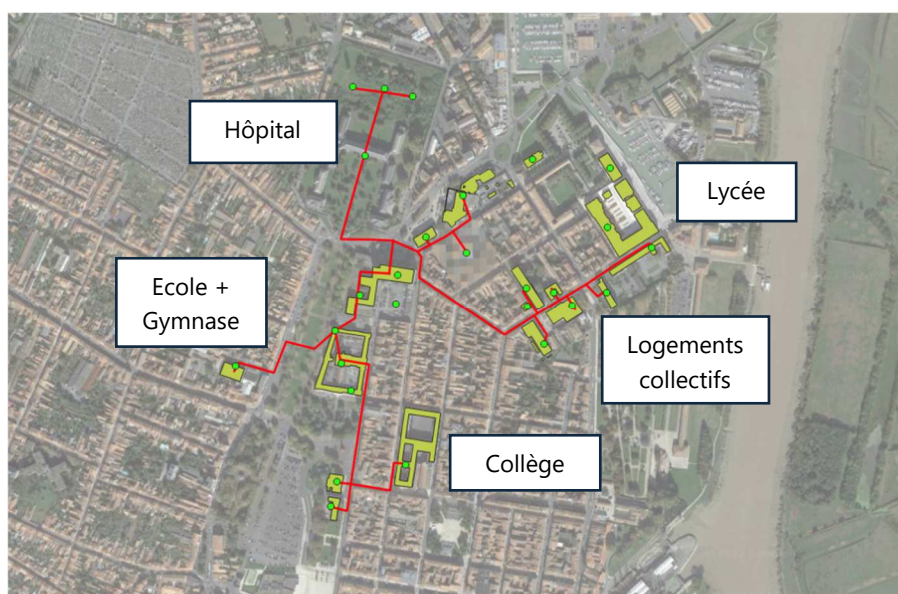 Hôpital
Lycée
Ecole +
Gymnase
Logements
collectifs
Collège